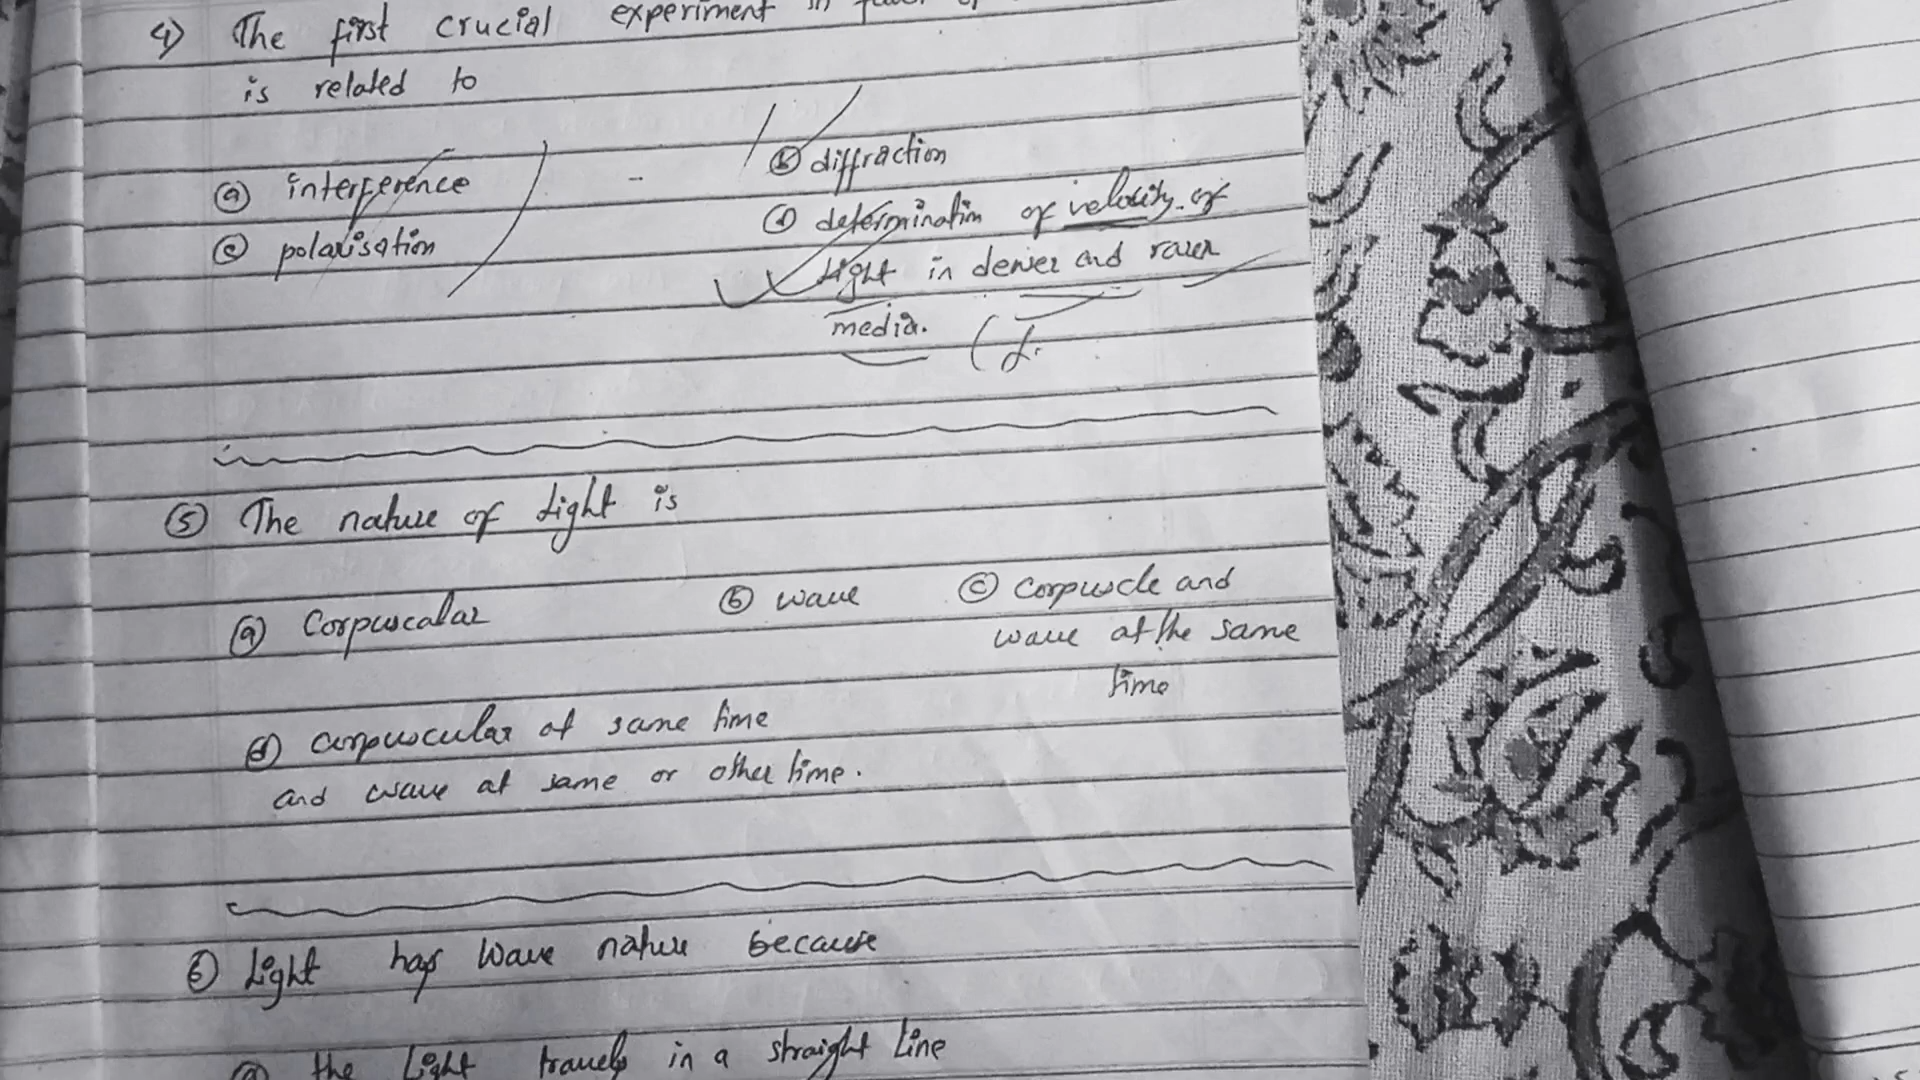 4) The first crucial experiment in
is related to
ⓐ interference
ⓑ diffraction
ⓒ polarisation
ⓓ determination of velocity of
Light in denser and rarer
media. (d.
⑤ The nature of Light is
ⓐ Corpuscular
ⓑ wave
ⓒ Corpuscle and
wave at the same
time
ⓓ corpuscular at same time
and wave at same or other time.
⑥ Light has Wave nature because
ⓐ the Light travels in a straight Line